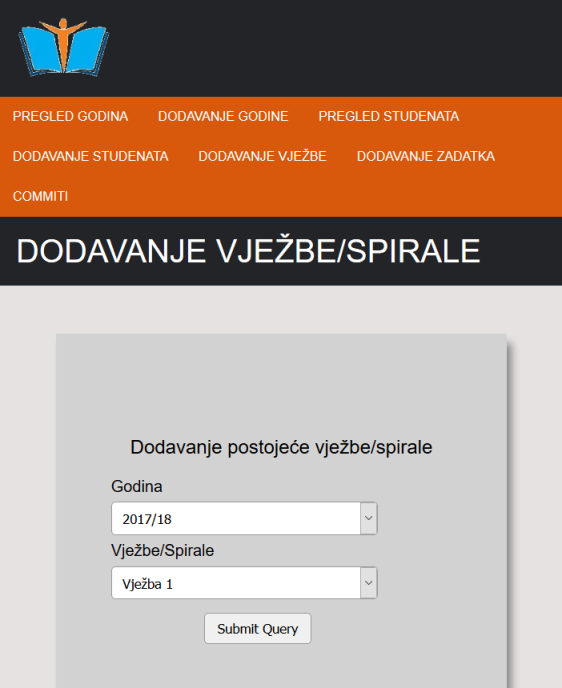 PREGLED GODINA DODAVANJE GODINE PREGLED STUDENATA
DODAVANJE STUDENATA DODAVANJE VJEŽBE DODAVANJE ZADATKA
COMMITI
DODAVANJE VJEŽBE/SPIRALE
Dodavanje postojeće vježbe/spirale
Godina
2017/18
Vježbe/Spirale
Vježba 1
Submit Query